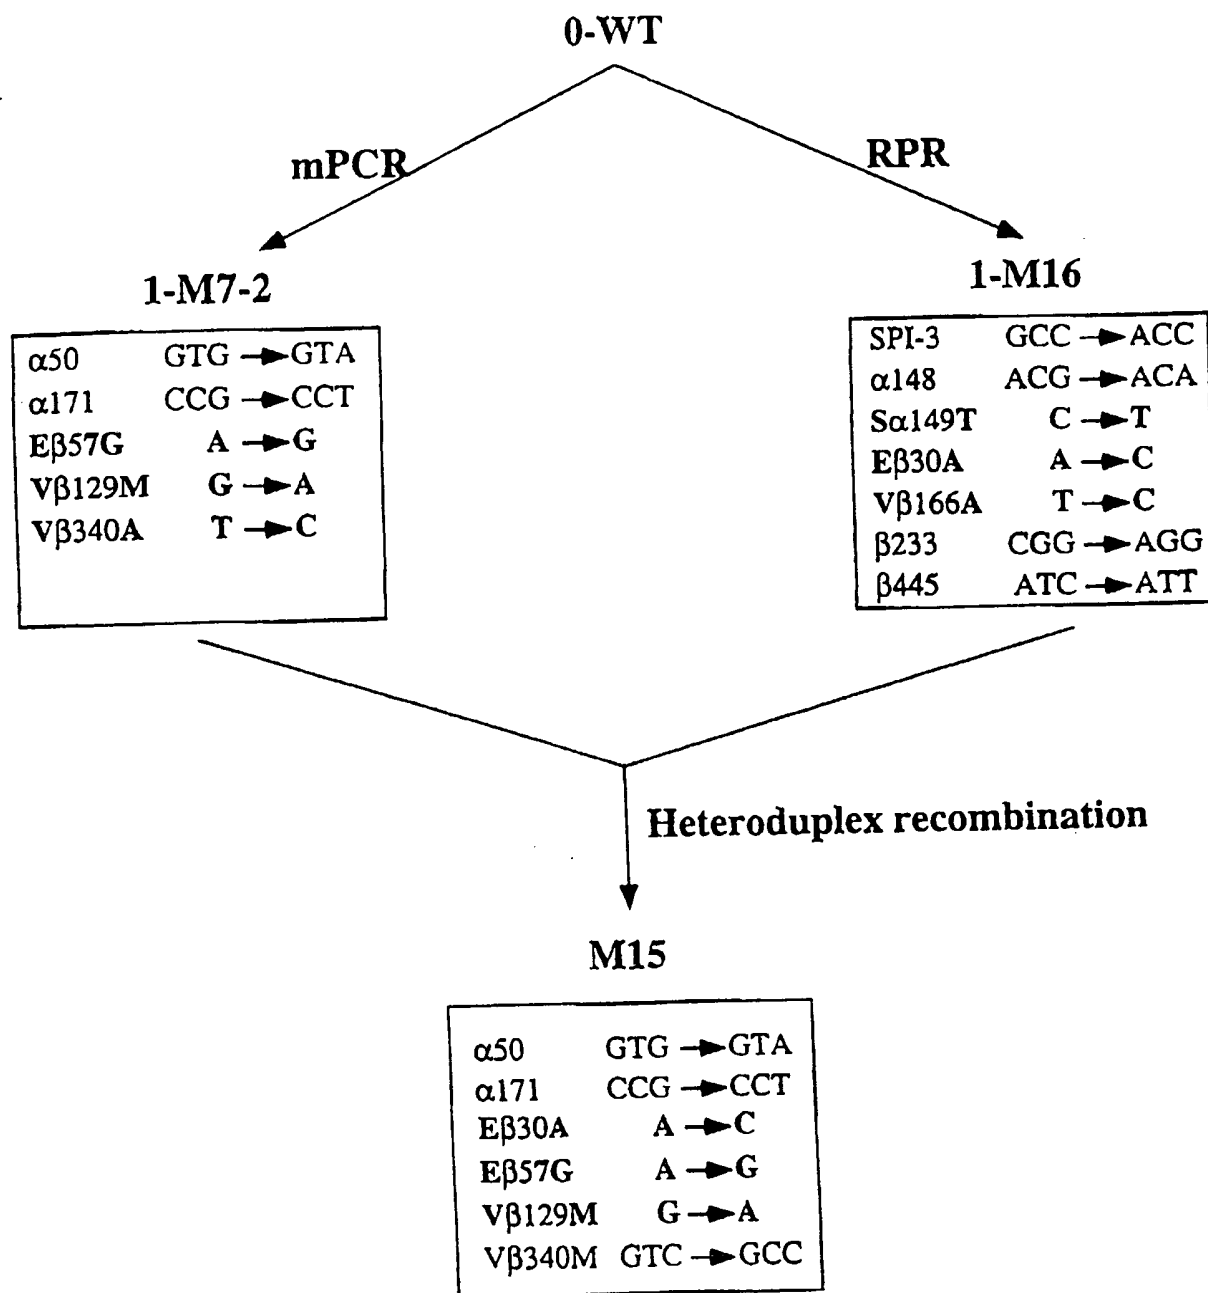 0-WT
mPCR
RPR
1-M7-2
α50 GTG → GTA
α171 CCG → CCT
Eβ57G A → G
Vβ129M G → A
Vβ340A T → C
1-M16
SPI-3 GCC → ACC
α148 ACG → ACA
Sα149T C → T
Eβ30A A → C
Vβ166A T → C
β233 CGG → AGG
β445 ATC → ATT
Heteroduplex recombination
M15
α50 GTG → GTA
α171 CCG → CCT
Eβ30A A → C
Eβ57G A → G
Vβ129M G → A
Vβ340M GTC → GCC